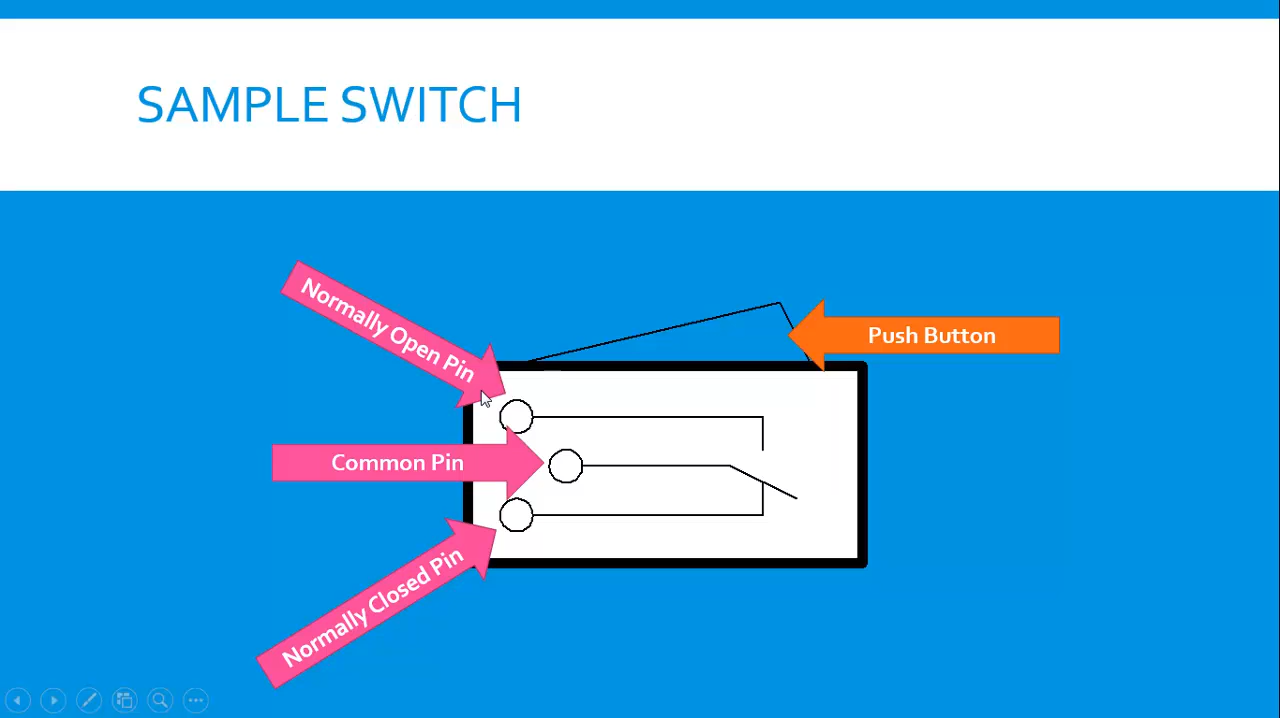 SAMPLE SWITCH
Normally Open Pin
Push Button
Common Pin
Normally Closed Pin